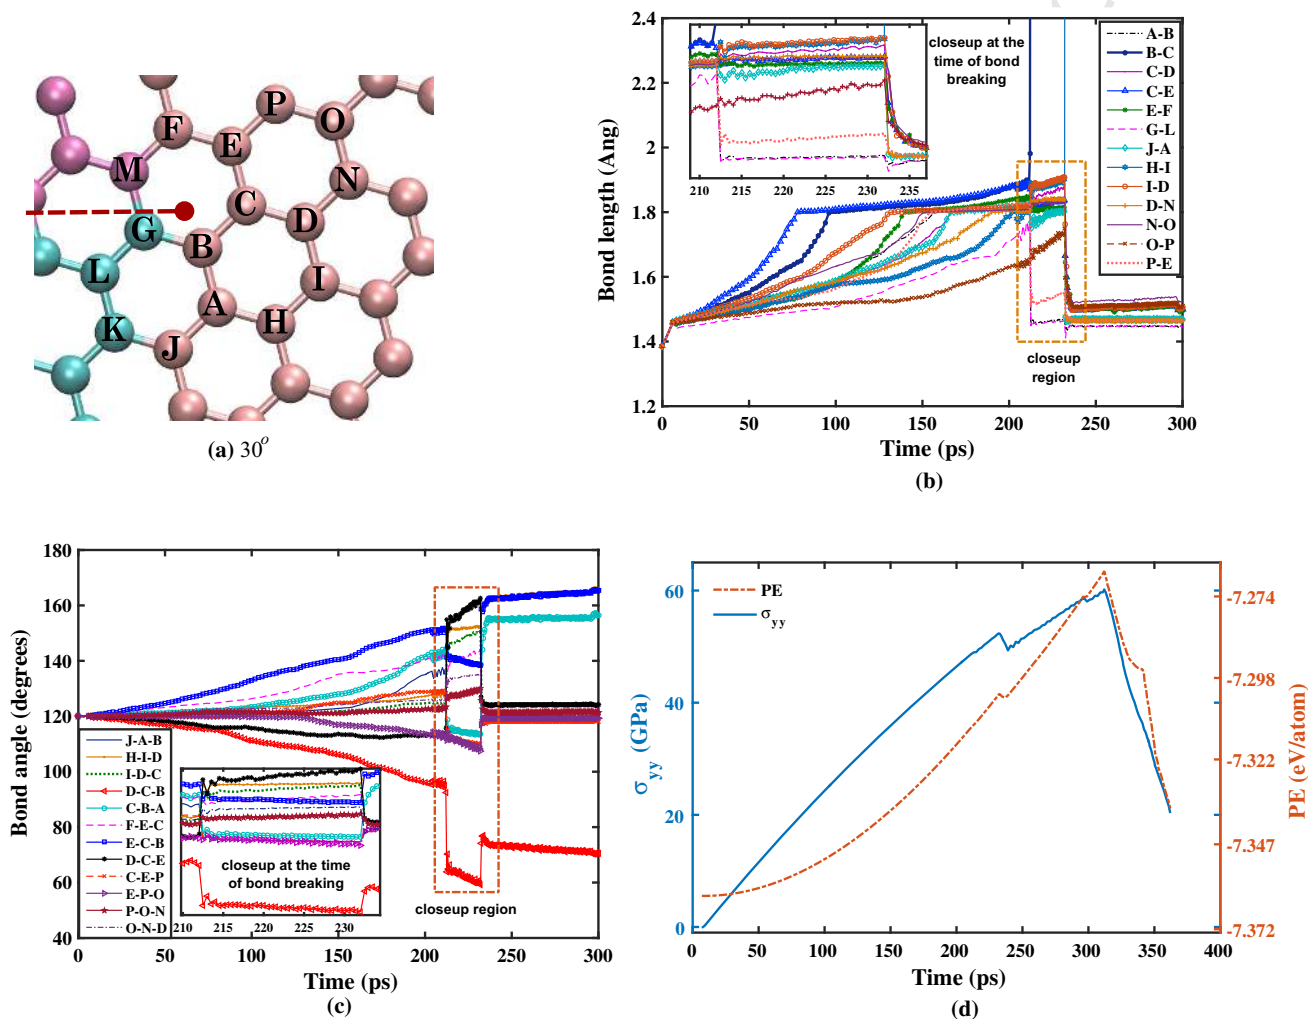 P
O
F
E
M
N
C
G
D
B
L
I
A
H
K
J
(a) 30°
2.4
2.2
2
1.8
1.6
1.4
1.2
Bond length (Ang)
0
50
100
150
200
250
300
Time (ps)
closeup at the
time of bond
breaking
210
215
220
225
230
235
A-B
B-C
C-D
C-E
E-F
G-L
J-A
H-I
I-D
D-N
N-O
O-P
P-E
closeup
region
(b)
180
160
140
120
100
80
60
40
Bond angle (degrees)
0
50
100
150
200
250
300
Time (ps)
J-A-B
H-I-D
I-D-C
D-C-B
C-B-A
F-E-C
E-C-B
D-C-E
C-E-P
E-P-O
P-O-N
O-N-D
closeup at the time
of bond breaking
210
215
220
225
230
closeup region
(c)
60
40
20
0
σyy (GPa)
PE
σyy
-7.274
-7.298
-7.322
-7.347
-7.372
PE (eV/atom)
0
50
100
150
200
250
300
350
400
Time (ps)
(d)